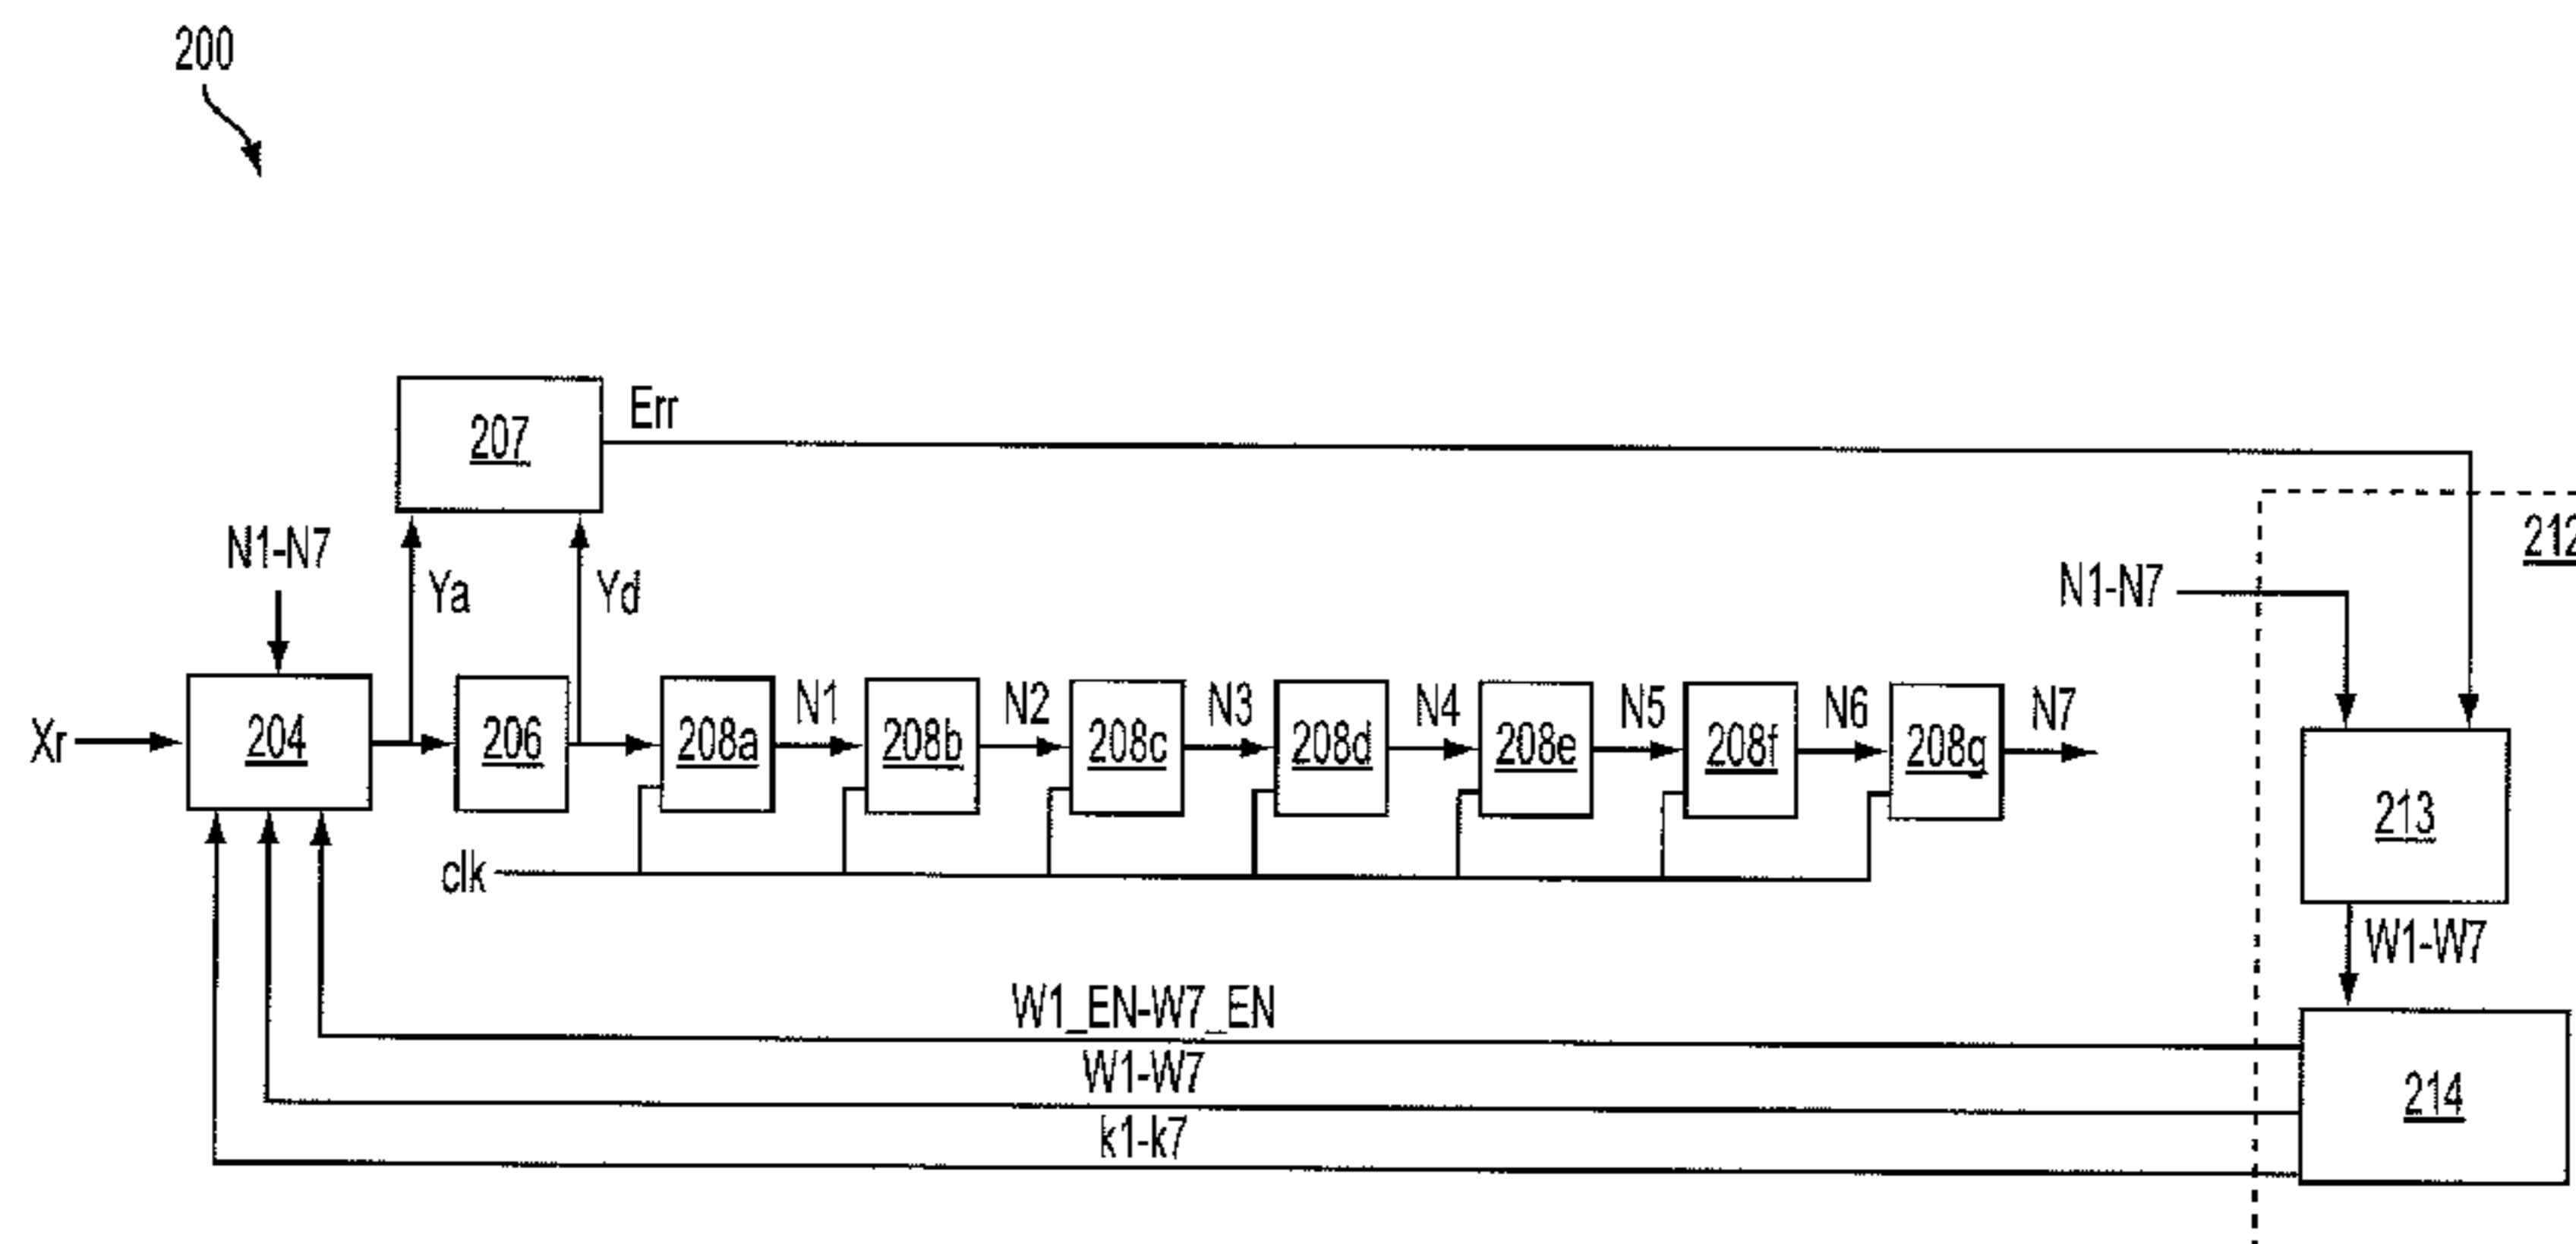 200
207
Err
212
N1-N7
N1-N7
Ya
Yd
Xr
204
206
208a
N1
208b
N2
208c
N3
208d
N4
208e
N5
208f
N6
208g
N7
213
clk
W1-W7
W1_EN-W7_EN
W1-W7
k1-k7
214